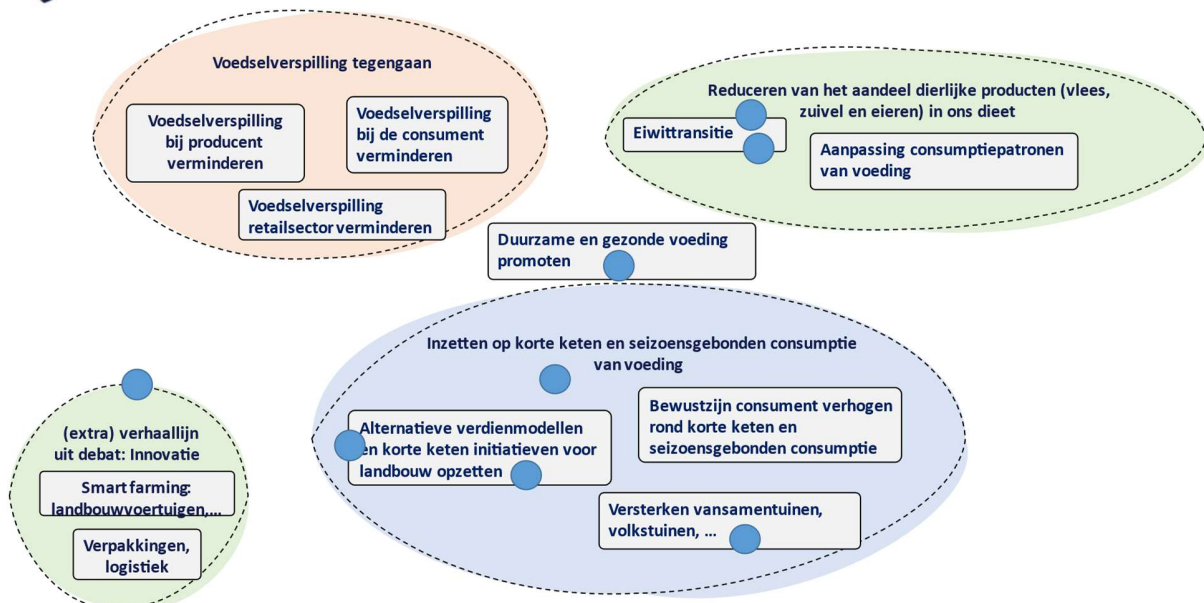 Voedselverspilling tegengaan
Voedselverspilling
bij producent
verminderen
Voedselverspilling
bij de consument
verminderen
Voedselverspilling
retailsector verminderen
Reduceren van het aandeel dierlijke producten (vlees,
zuivel en eieren) in ons dieet
Eiwittransitie
Aanpassing consumptiepatronen
van voeding
Duurzame en gezonde voeding
promoten
Inzetten op korte keten en seizoensgebonden consumptie
van voeding
Alternatieve verdienmodellen
en korte keten initiatieven voor
landbouw opzetten
Bewustzijn consument verhogen
rond korte keten en
seizoensgebonden consumptie
Versterken vansamentuinen,
volkstuinen, ...
(extra) verhaallijn
uit debat: Innovatie
Smart farming:
landbouwvoertuigen,...
Verpakkingen,
logistiek